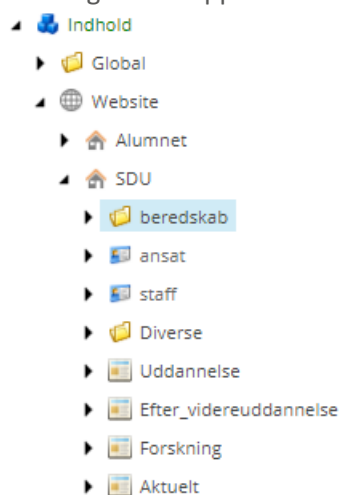 Indhold
Global
Website
Alumnet
SDU
beredskab
ansat
staff
Diverse
Uddannelse
Efter_videreuddannelse
Forskning
Aktuelt